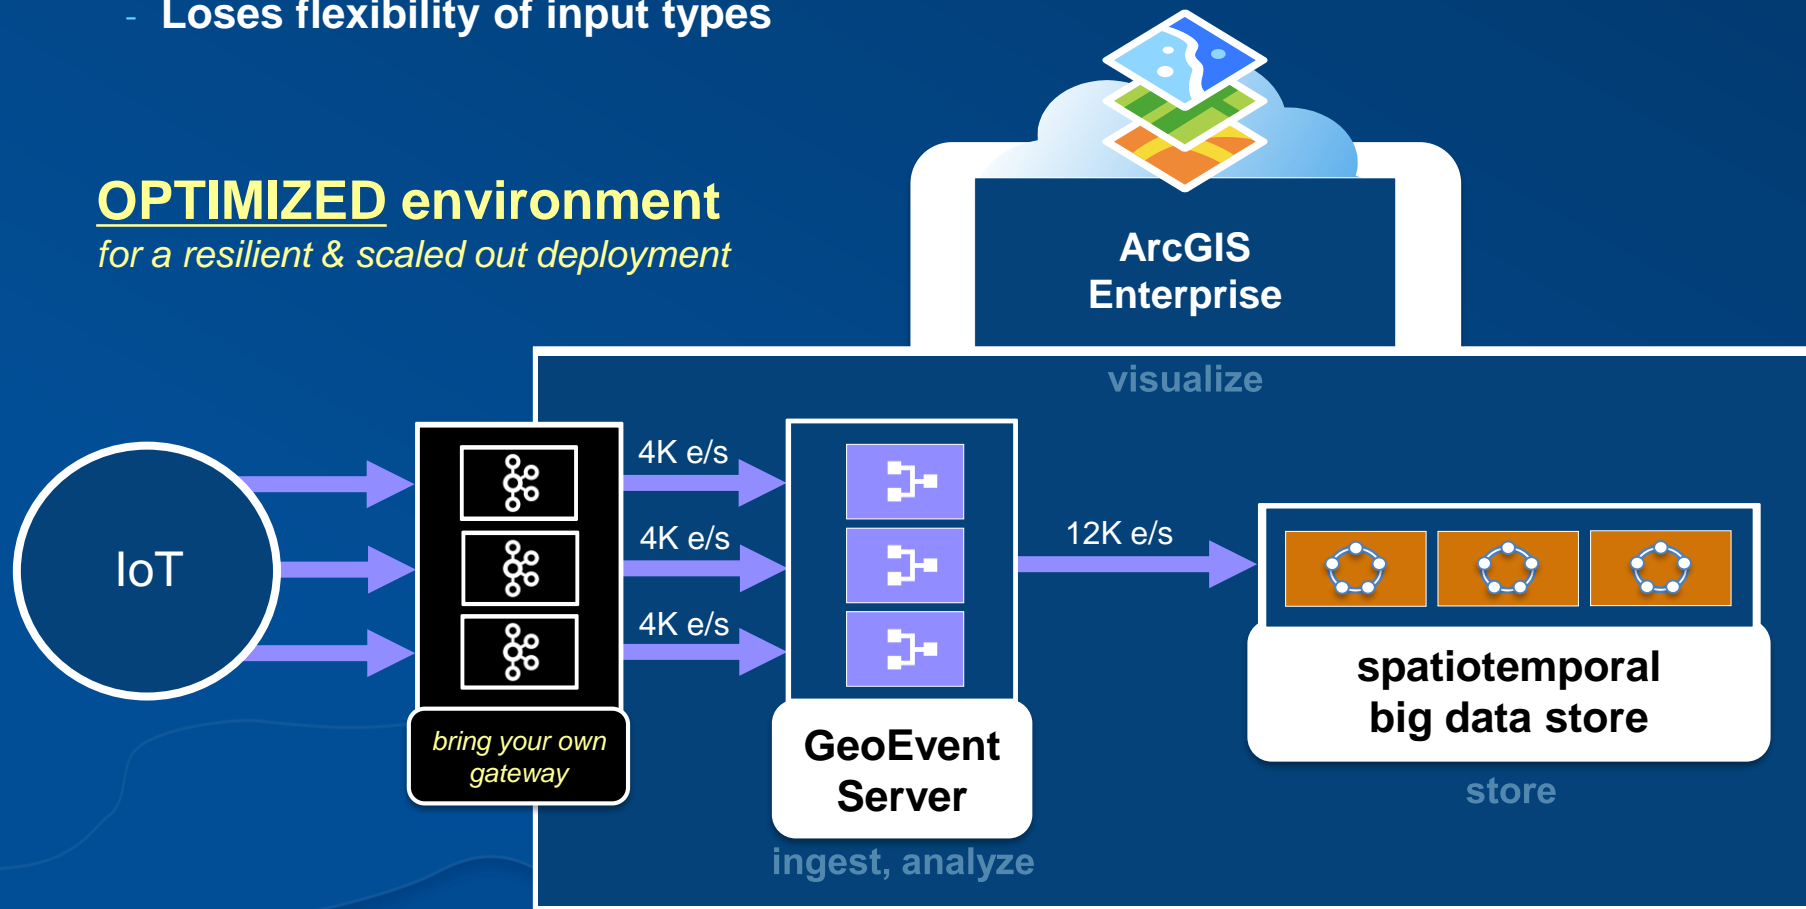 - Loses flexibility of input types
OPTIMIZED environment
for a resilient & scaled out deployment
ArcGIS
Enterprise
visualize
IoT
4K e/s
4K e/s
4K e/s
12K e/s
bring your own
gateway
GeoEvent
Server
ingest, analyze
spatiotemporal
big data store
store